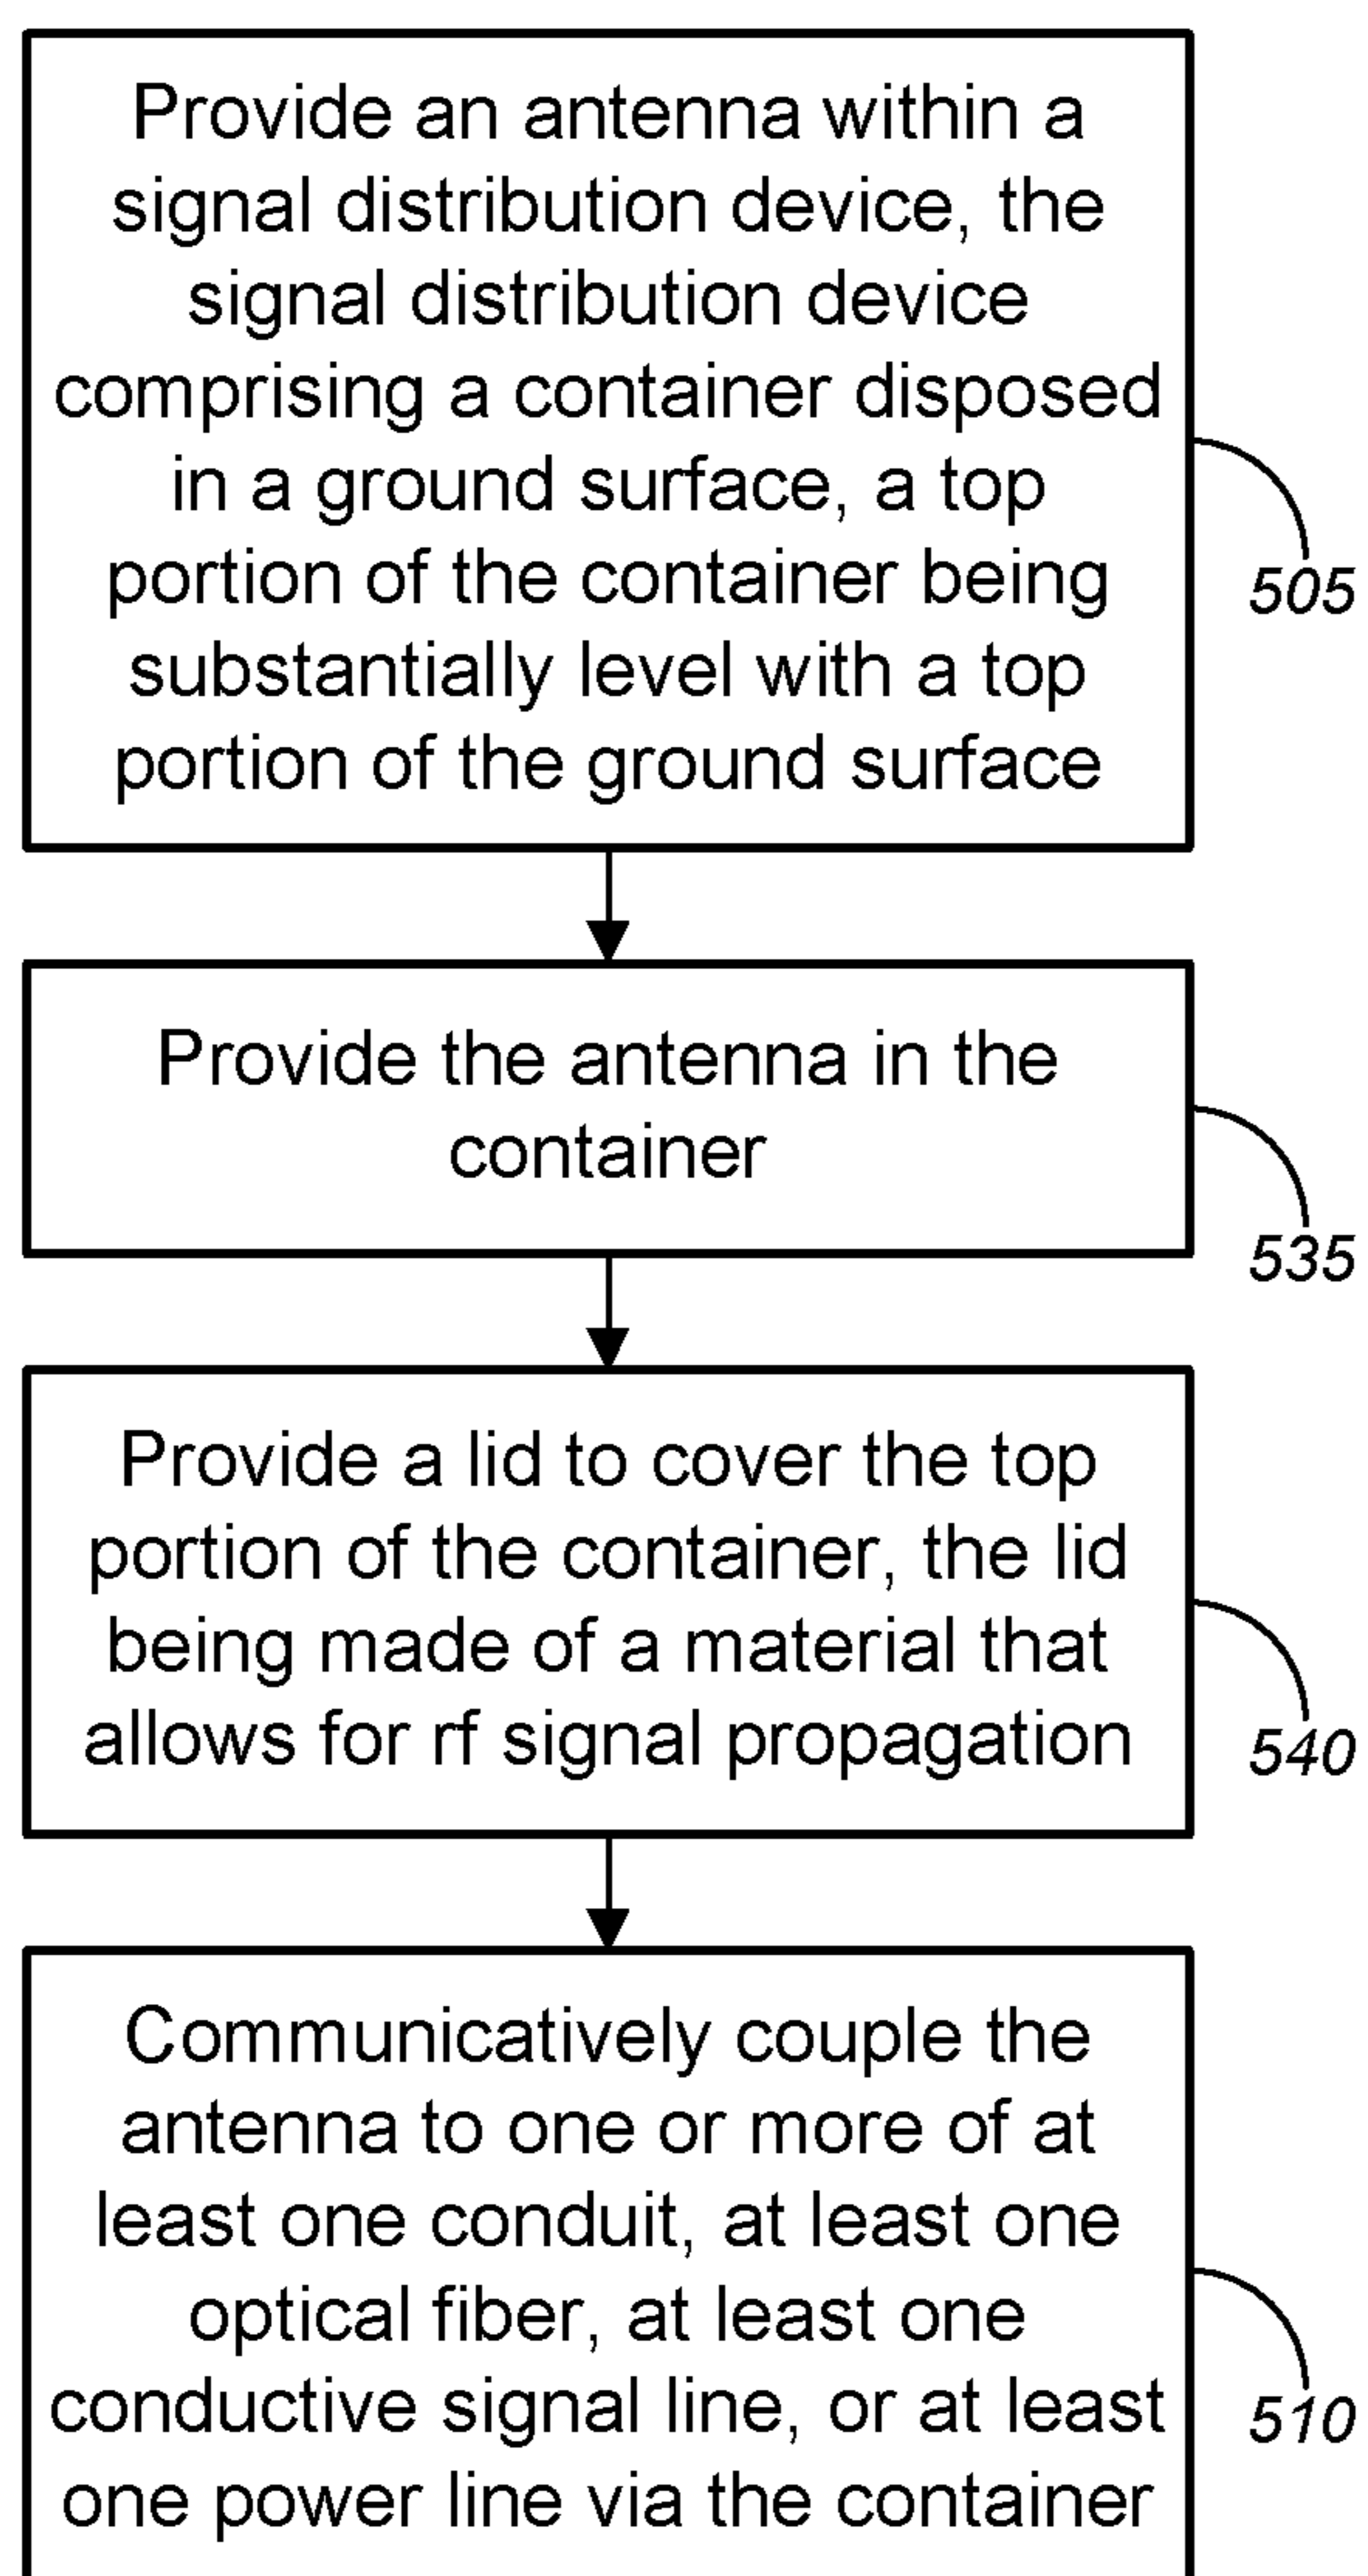 Provide an antenna within a
signal distribution device, the
signal distribution device
comprising a container disposed
in a ground surface, a top
portion of the container being
substantially level with a top
portion of the ground surface
505
Provide the antenna in the
container
535
Provide a lid to cover the top
portion of the container, the lid
being made of a material that
allows for rf signal propagation
540
Communicatively couple the
antenna to one or more of at
least one conduit, at least one
optical fiber, at least one
conductive signal line, or at least
one power line via the container
510